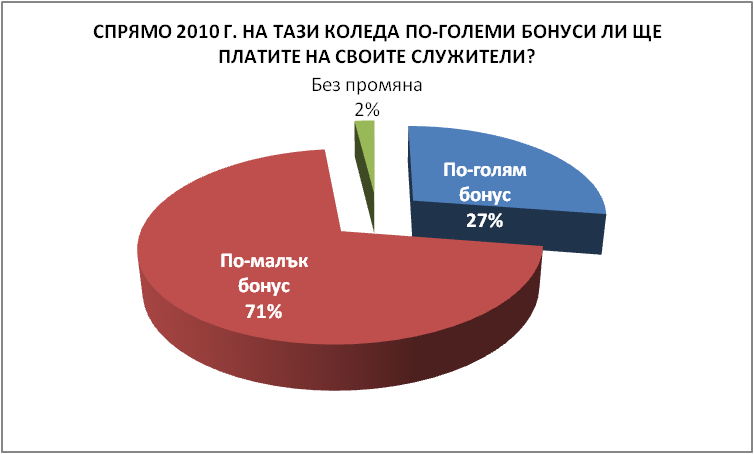 СПРЯМО 2010 Г. НА ТАЗИ КОЛЕДА ПО-ГОЛЕМИ БОНУСИ ЛИ ЩЕ
ПЛАТИТЕ НА СВОИТЕ СЛУЖИТЕЛИ?
Без промяна
2%
По-голям
бонус
27%
По-малък
бонус
71%